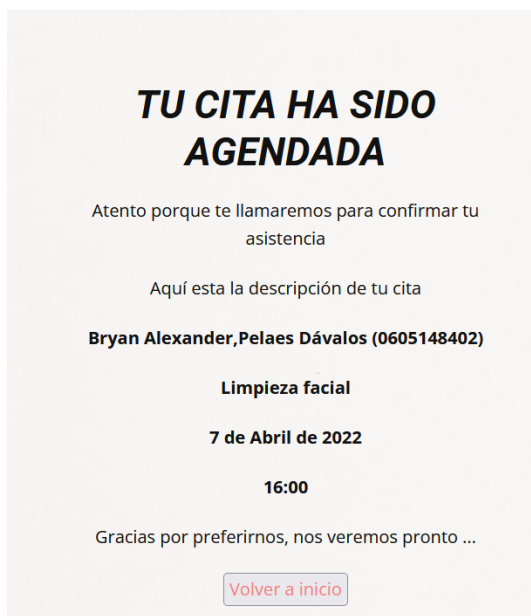 TU CITA HA SIDO
AGENDADA
Atento porque te llamaremos para confirmar tu
asistencia
Aquí esta la descripción de tu cita
Bryan Alexander,Pelaes Dávalos (0605148402)
Limpieza facial
7 de Abril de 2022
16:00
Gracias por preferirnos, nos veremos pronto ...
Volver a inicio